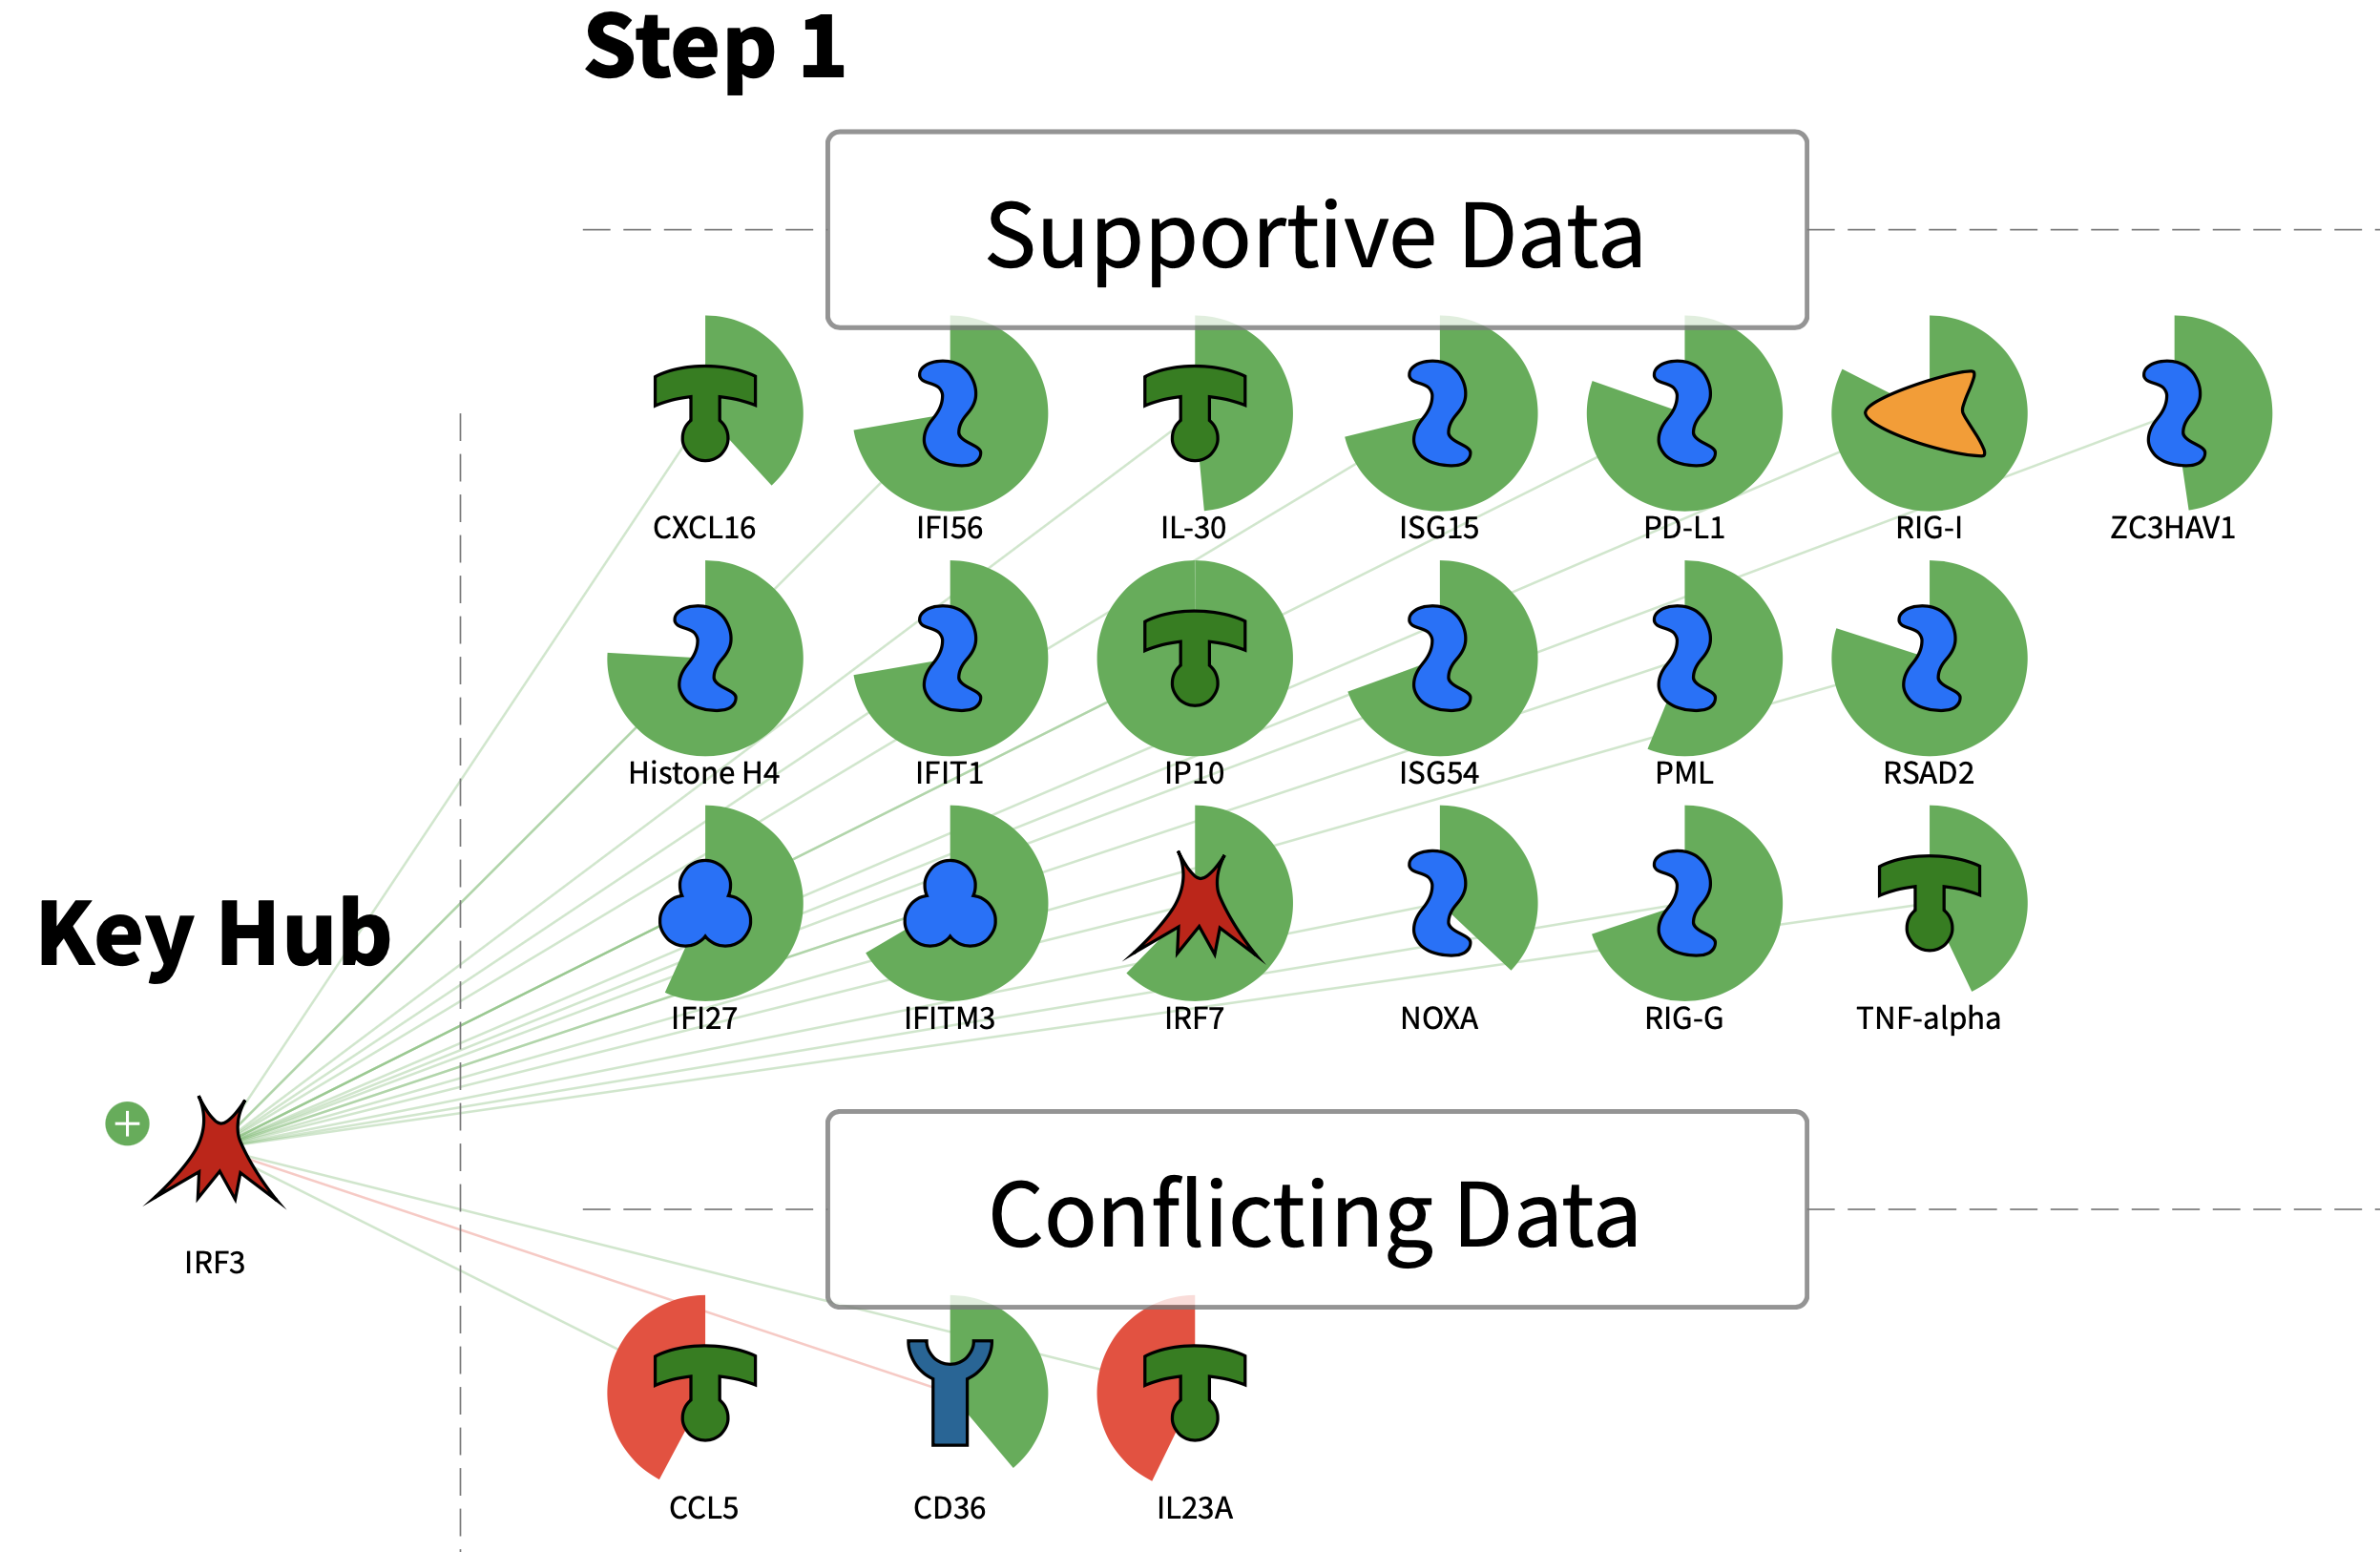 Step 1
Supportive Data
CXCL16 IFI56 IL-30 ISG15 PD-L1 RIG-I ZC3HAV1
Histone H4 IFIT1 IP10 ISG54 PML RSAD2
Key Hub
IFI27 IFITM3 IRF7 NOXA RIG-G TNF-alpha
Conflicting Data
IRF3
CCL5 CD36 IL23A